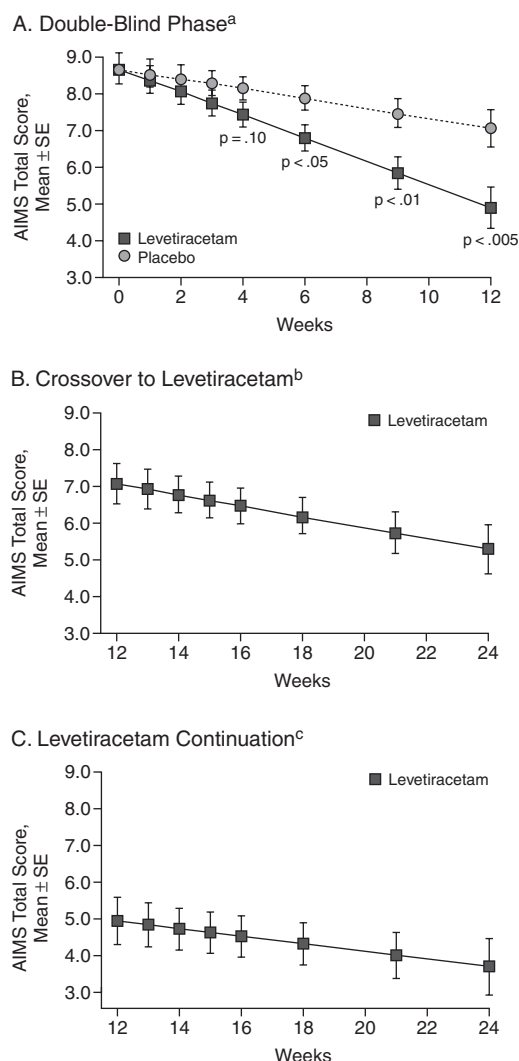 A. Double-Blind Phaseᵃ
AIMS Total Score,
Mean ± SE
9.0
8.0
7.0
6.0
5.0
4.0
3.0
p = .10
p < .05
p < .01
p < .005
Levetiracetam
Placebo
0 2 4 6 8 10 12
Weeks
B. Crossover to Levetiracetamᵇ
AIMS Total Score,
Mean ± SE
9.0
8.0
7.0
6.0
5.0
4.0
3.0
Levetiracetam
12 14 16 18 20 22 24
Weeks
C. Levetiracetam Continuationᶜ
AIMS Total Score,
Mean ± SE
9.0
8.0
7.0
6.0
5.0
4.0
3.0
Levetiracetam
12 14 16 18 20 22 24
Weeks